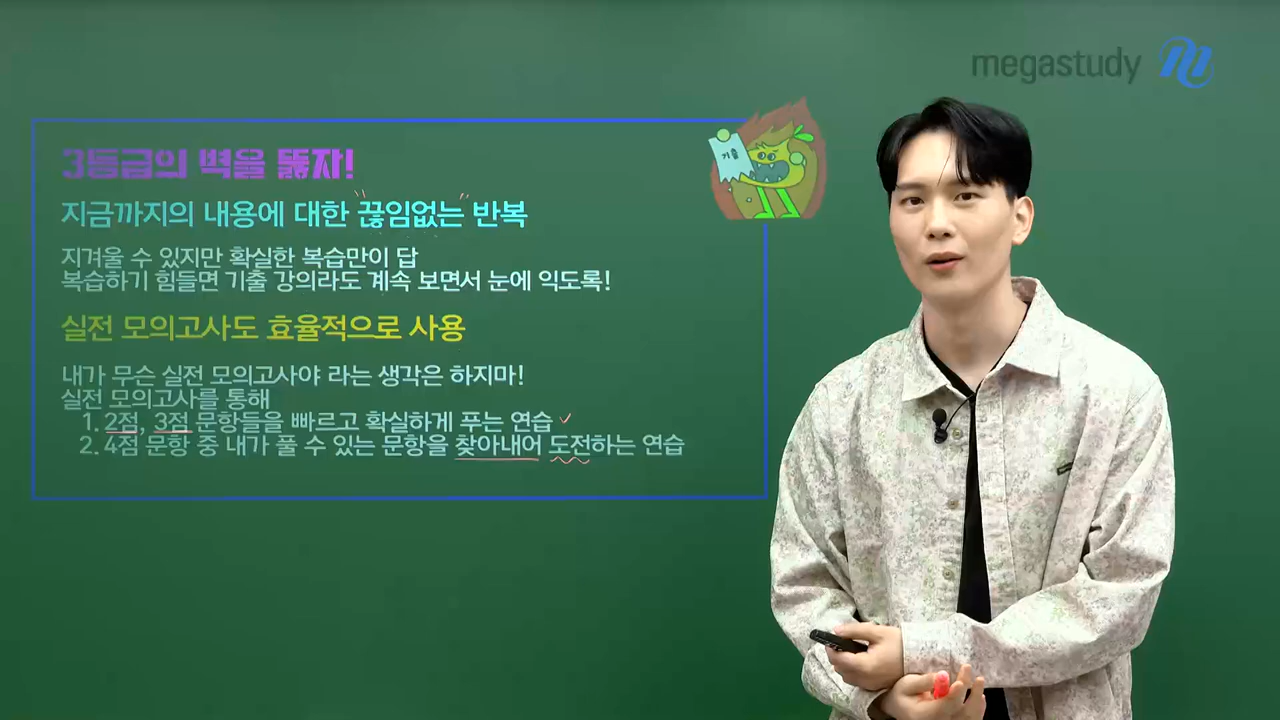 megastudy
3등급의 벽을 뚫자!
기출
지금까지의 내용에 대한 끊임없는 반복
지겨울 수 있지만 확실한 복습만이 답
복습하기 힘들면 기출 강의라도 계속 보면서 눈에 익도록!
실전 모의고사도 효율적으로 사용
내가 무슨 실전 모의고사야 라는 생각은 하지마!
실전 모의고사를 통해
1. 2점, 3점 문항들을 빠르고 확실하게 푸는 연습
2. 4점 문항 중 내가 풀 수 있는 문항을 찾아내어 도전하는 연습